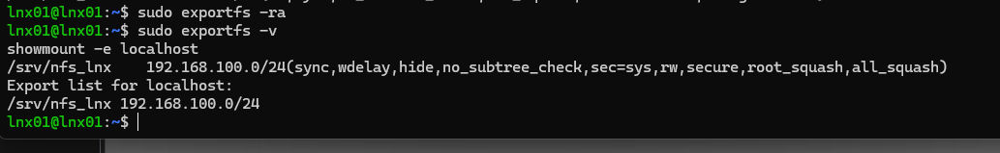 lnx01@lnx01:~$ sudo exportfs -ra
lnx01@lnx01:~$ sudo exportfs -v
showmount -e localhost
/srv/nfs_lnx    192.168.100.0/24(sync,wdelay,hide,no_subtree_check,sec=sys,rw,secure,root_squash,all_squash)
Export list for localhost:
/srv/nfs_lnx 192.168.100.0/24
lnx01@lnx01:~$